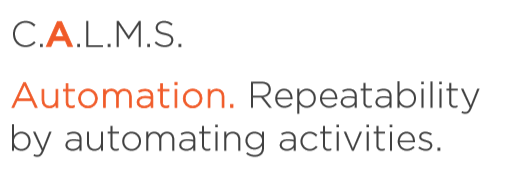 C.A.L.M.S.
Automation. Repeatability
by automating activities.